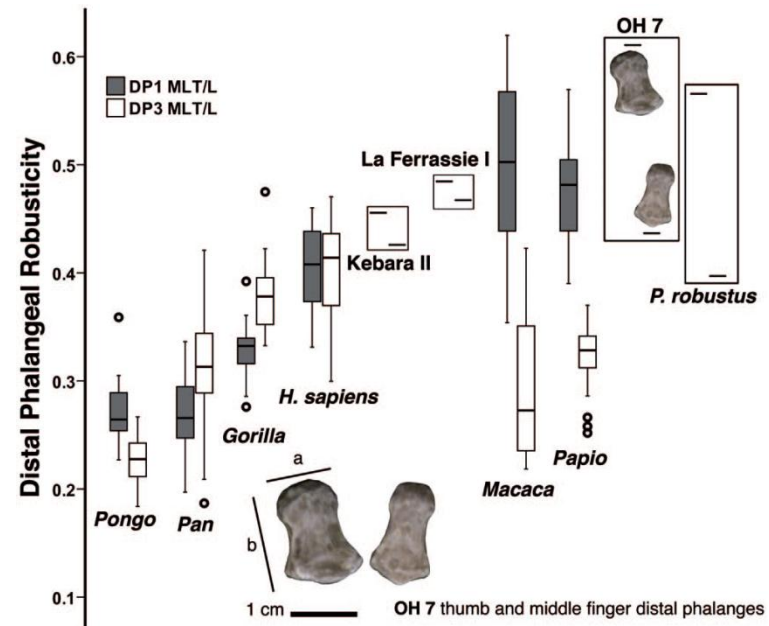 OH 7
0.6
DP1 MLT/L
DP3 MLT/L
La Ferrassie I
0.5
Kebara II
0.4
P. robustus
H. sapiens
0.3
Gorilla
Papio
Macaca
a
0.2
Pongo
Pan
b
0.1
1 cm
OH 7 thumb and middle finger distal phalanges
Distal Phalangeal Robusticity